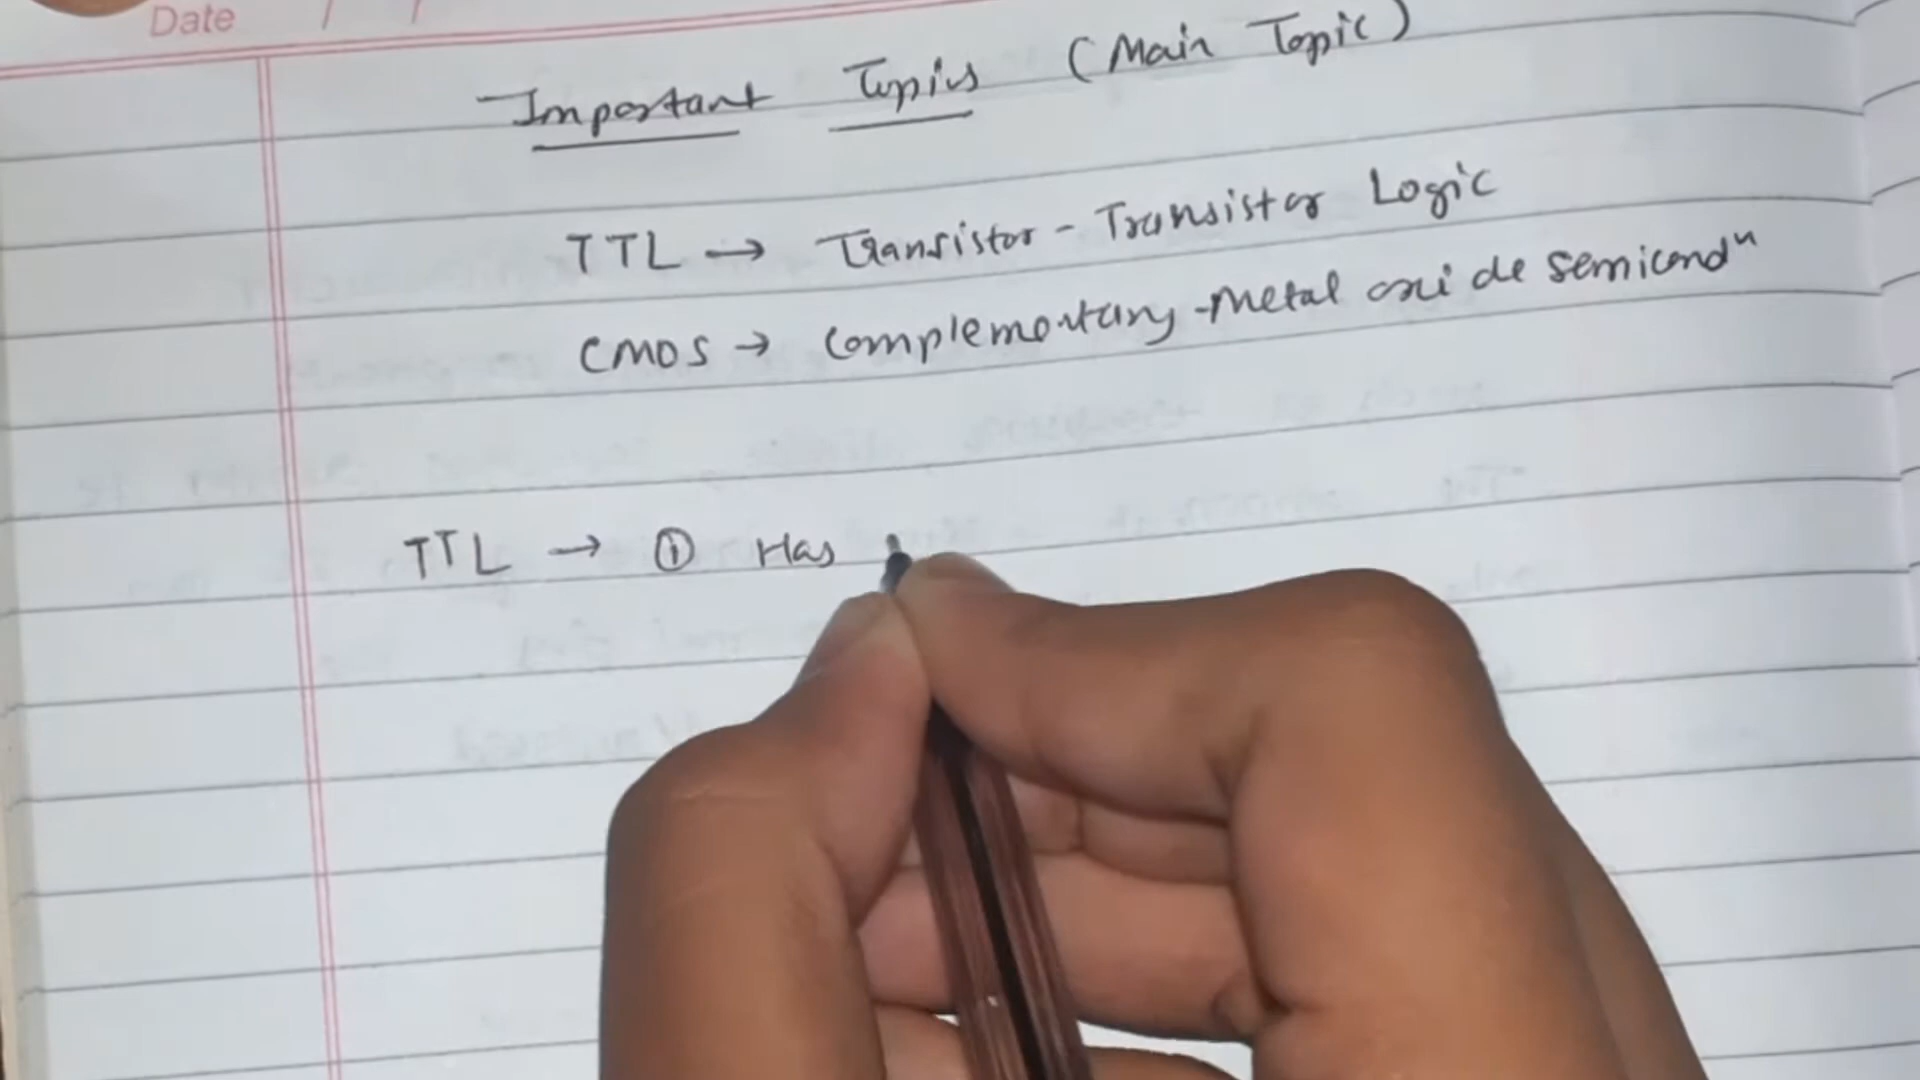 Date / /
Important Topics (Main Topic)
TTL → Transistor - Transistor Logic
CMOS → Complementary - Metal oxide semicondⁿ
TTL → ① Has